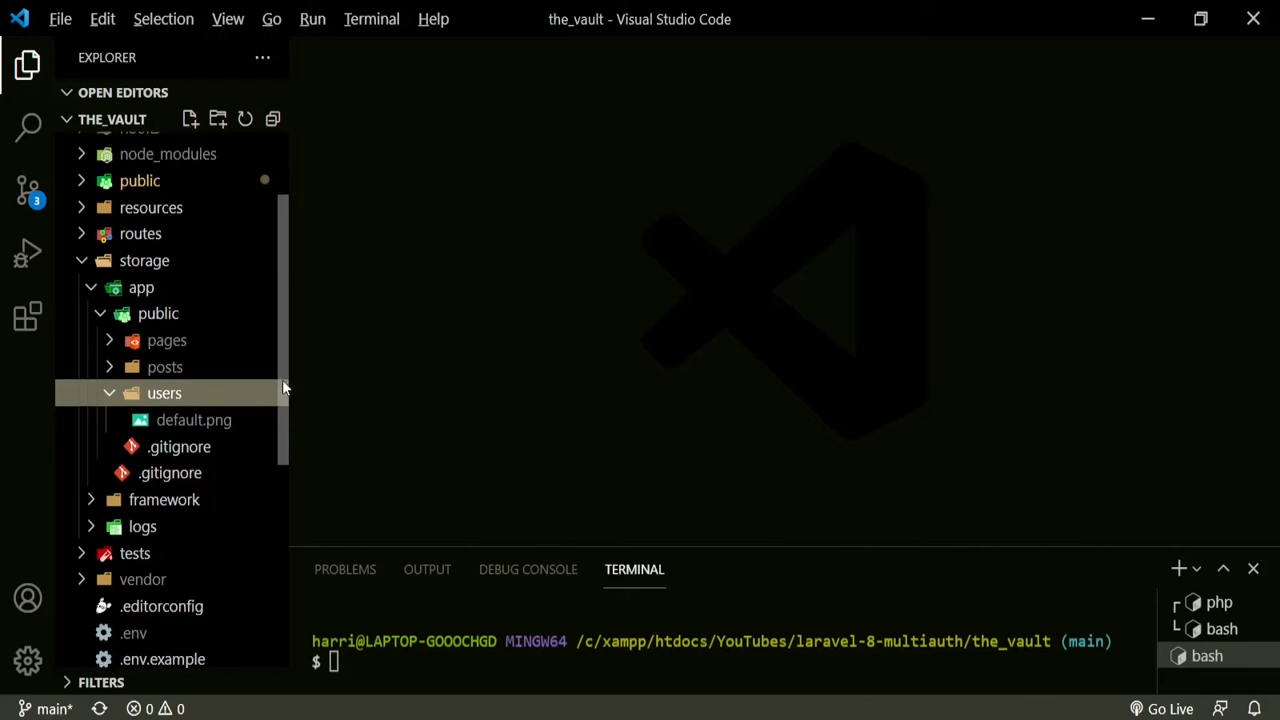 File Edit Selection View Go Run Terminal Help
the_vault - Visual Studio Code
EXPLORER
OPEN EDITORS
THE_VAULT
node_modules
public
resources
routes
storage
app
public
pages
posts
users
default.png
.gitignore
.gitignore
framework
logs
tests
vendor
.editorconfig
.env
.env.example
FILTERS
3
PROBLEMS OUTPUT DEBUG CONSOLE TERMINAL
harri@LAPTOP-GOOOCHGD MINGW64 /c/xampp/htdocs/YouTubes/laravel-8-multiauth/the_vault (main)
$
php
bash
bash
main* 0 0
Go Live